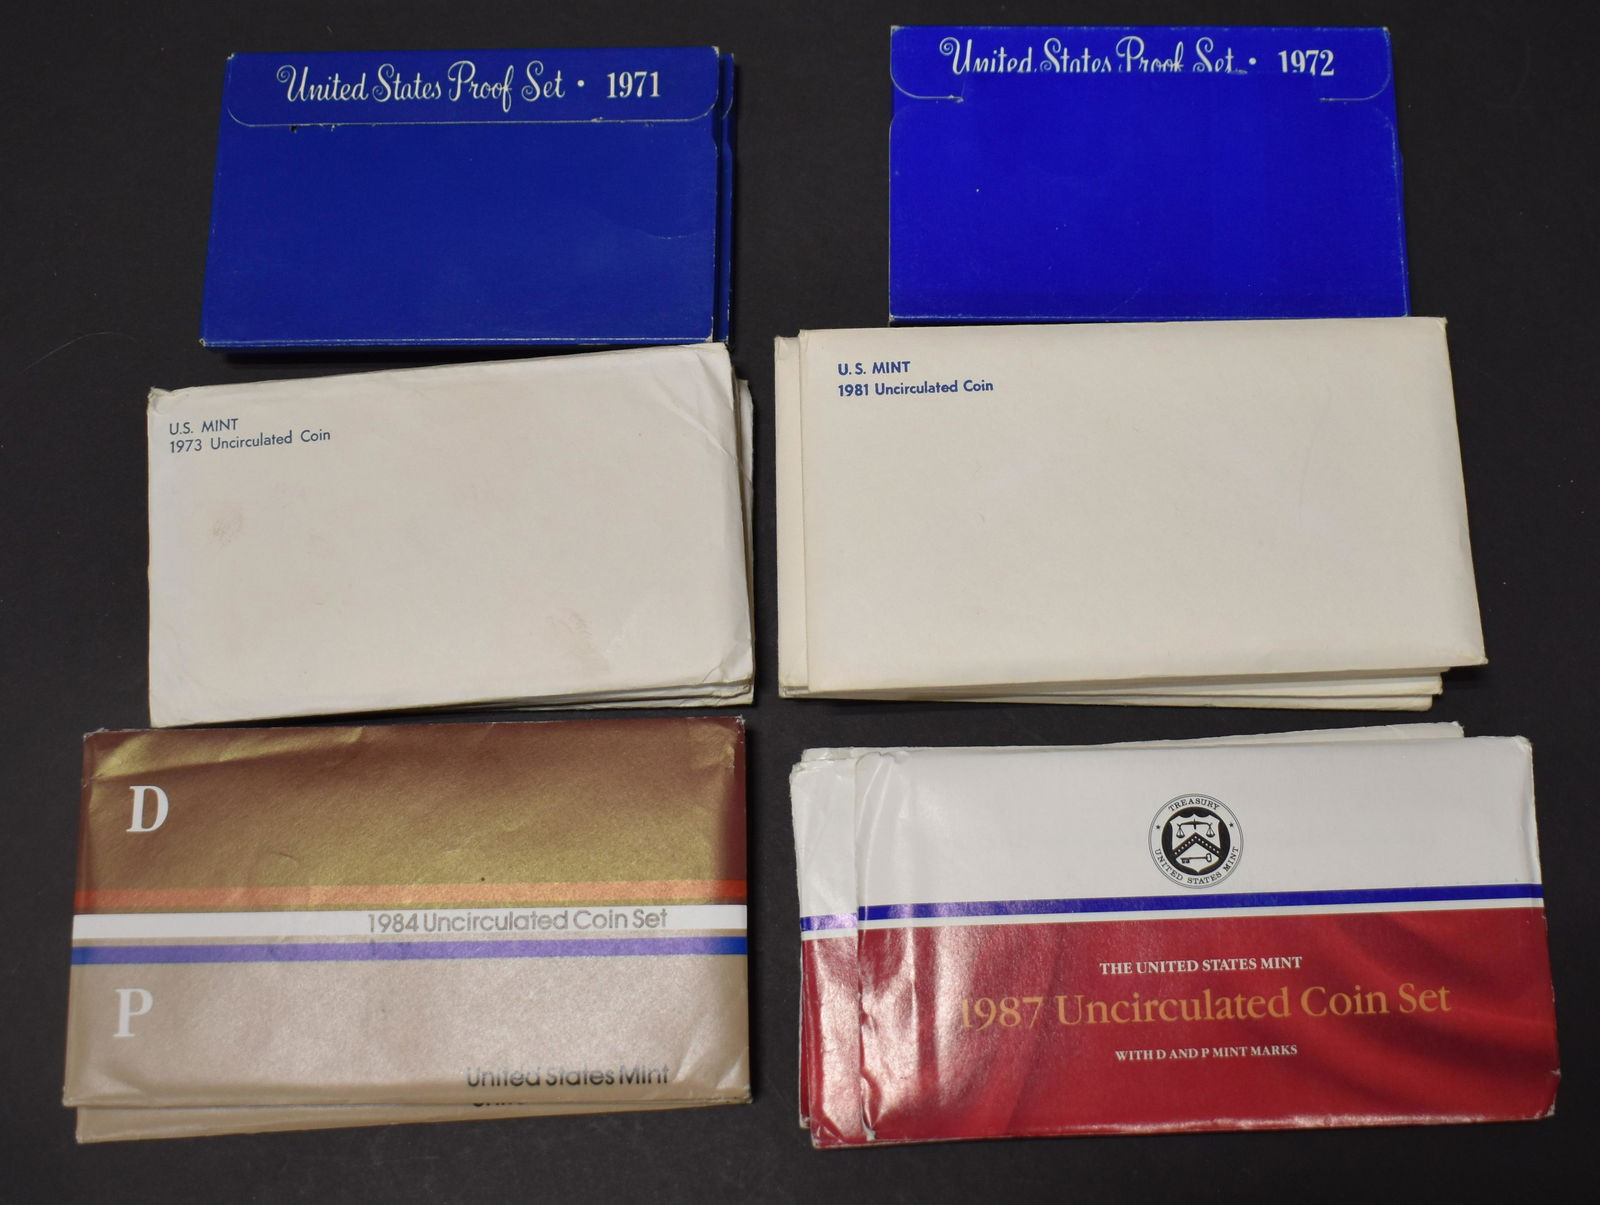 United States Proof Set • 1971
United States Proof Set • 1972
U.S. MINT
1973 Uncirculated Coin
U.S. MINT
1981 Uncirculated Coin
D
1984 Uncirculated Coin Set
P
United States Mint
TREASURY
UNITED STATES MINT
THE UNITED STATES MINT
1987 Uncirculated Coin Set
WITH D AND P MINT MARKS